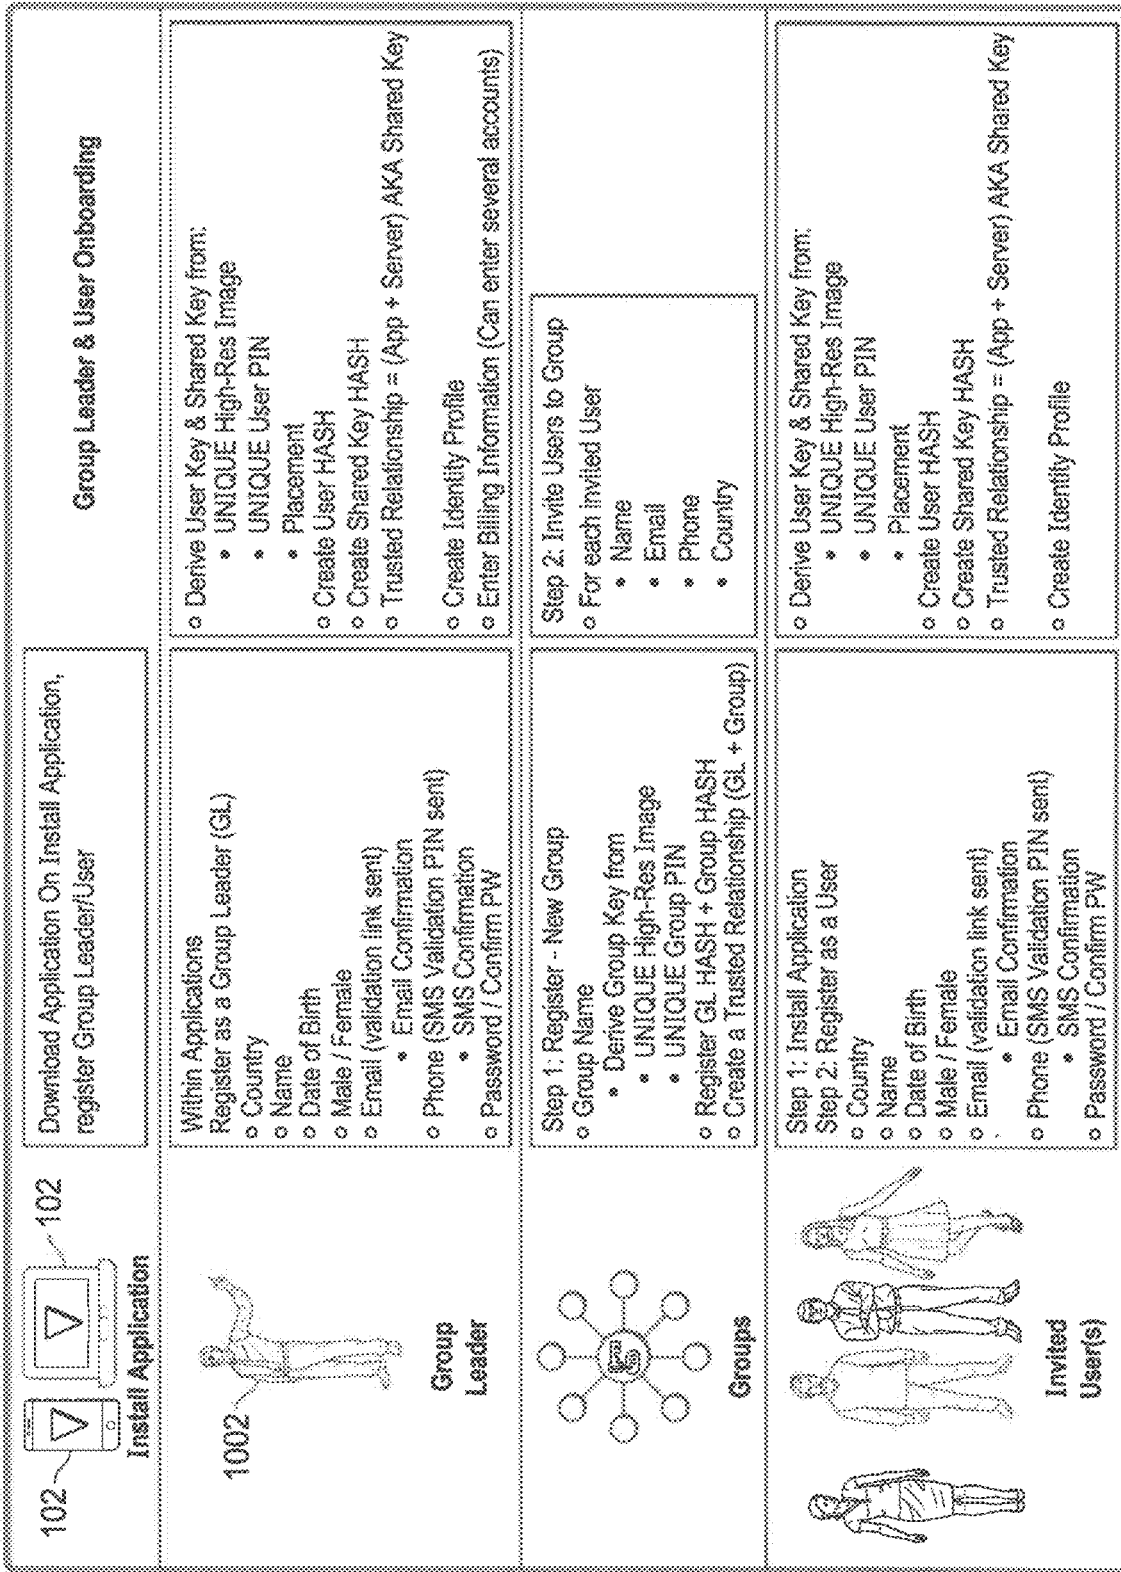 Group Leader & User Onboarding
102
102
Install Application
Download Application On Install Application,
register Group Leader/User
1002
Group
Leader
Within Applications
Register as a Group Leader (GL)
o Country
o Name
o Date of Birth
o Male / Female
o Email (validation link sent)
• Email Confirmation
o Phone (SMS Validation PIN sent)
• SMS Confirmation
o Password / Confirm PW
o Derive User Key & Shared Key from:
• UNIQUE High-Res Image
• UNIQUE User PIN
• Placement
o Create User HASH
o Create Shared Key HASH
o Trusted Relationship = (App + Server) AKA Shared Key
o Create Identity Profile
o Enter Billing Information (Can enter several accounts)
Groups
Step 1: Register - New Group
o Group Name
• Derive Group Key from
• UNIQUE High-Res Image
• UNIQUE Group PIN
o Register GL HASH + Group HASH
o Create a Trusted Relationship (GL + Group)
Step 2: Invite Users to Group
o For each invited User
• Name
• Email
• Phone
• Country
Invited
User(s)
Step 1: Install Application
Step 2: Register as a User
o Country
o Name
o Date of Birth
o Male / Female
o Email (validation link sent)
• Email Confirmation
o Phone (SMS Validation PIN sent)
• SMS Confirmation
o Password / Confirm PW
o Derive User Key & Shared Key from:
• UNIQUE High-Res Image
• UNIQUE User PIN
• Placement
o Create User HASH
o Create Shared Key HASH
o Trusted Relationship = (App + Server) AKA Shared Key
o Create Identity Profile